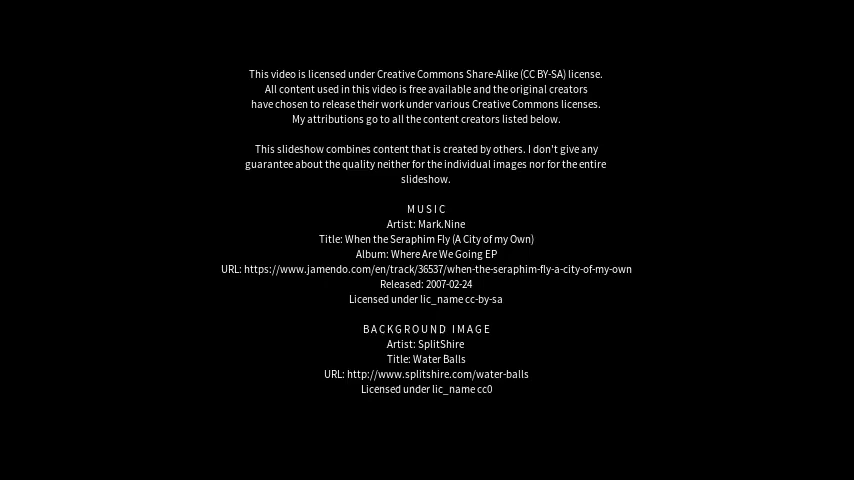 This video is licensed under Creative Commons Share-Alike (CC BY-SA) license.
All content used in this video is free available and the original creators
have chosen to release their work under various Creative Commons licenses.
My attributions go to all the content creators listed below.
This slideshow combines content that is created by others. I don't give any
guarantee about the quality neither for the individual images nor for the entire
slideshow.
MUSIC
Artist: Mark.Nine
Title: When the Seraphim Fly (A City of my Own)
Album: Where Are We Going EP
URL: https://www.jamendo.com/en/track/36537/when-the-seraphim-fly-a-city-of-my-own
Released: 2007-02-24
Licensed under lic_name cc-by-sa
BACKGROUND IMAGE
Artist: SplitShire
Title: Water Balls
URL: http://www.splitshire.com/water-balls
Licensed under lic_name cc0